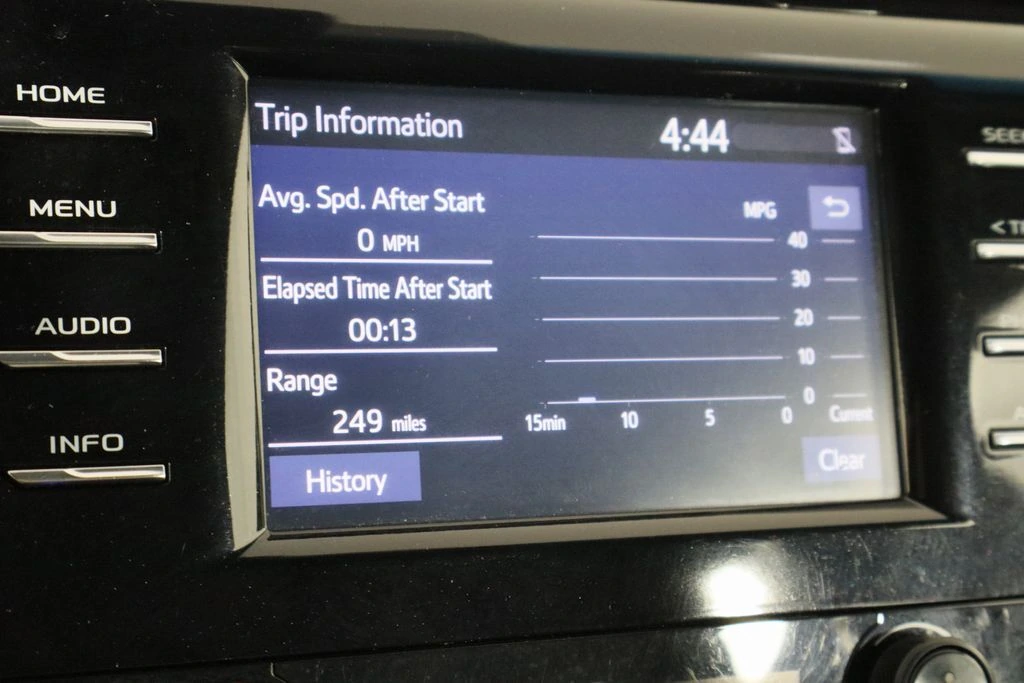 HOME
MENU
AUDIO
INFO
Trip Information
4:44
Avg. Spd. After Start
0 MPH
Elapsed Time After Start
00:13
Range
249 miles
History
MPG
40
30
20
10
0
15min 10 5 0 Current
Clear